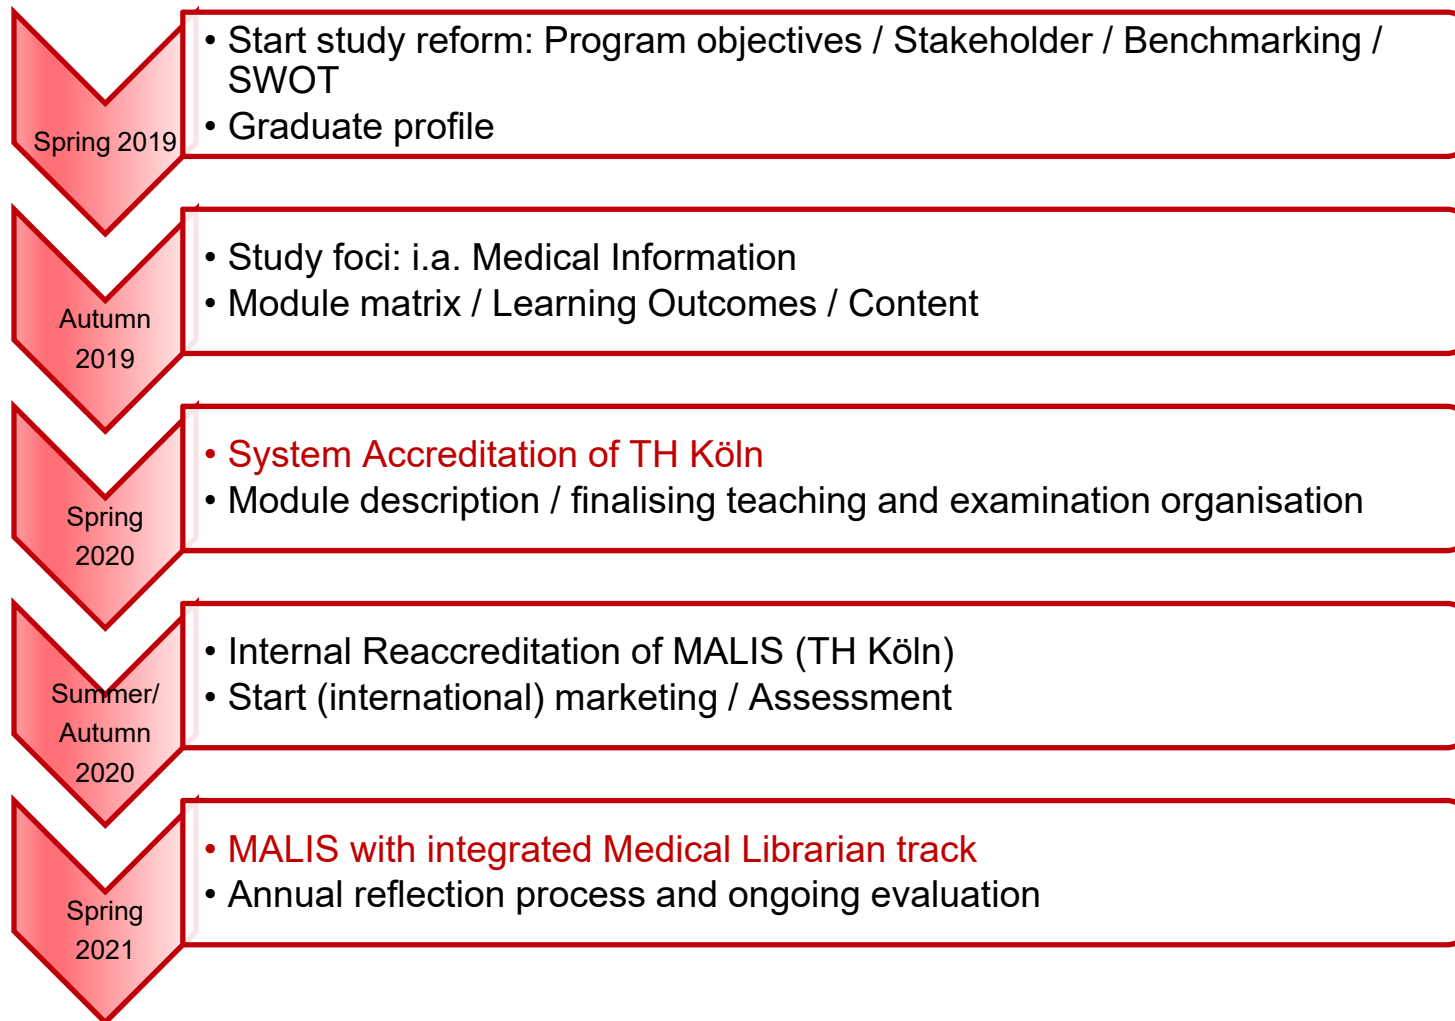 Spring 2019
• Start study reform: Program objectives / Stakeholder / Benchmarking /
SWOT
• Graduate profile
Autumn
2019
• Study foci: i.a. Medical Information
• Module matrix / Learning Outcomes / Content
Spring
2020
• System Accreditation of TH Köln
• Module description / finalising teaching and examination organisation
Summer/
Autumn
2020
• Internal Reaccreditation of MALIS (TH Köln)
• Start (international) marketing / Assessment
Spring
2021
• MALIS with integrated Medical Librarian track
• Annual reflection process and ongoing evaluation